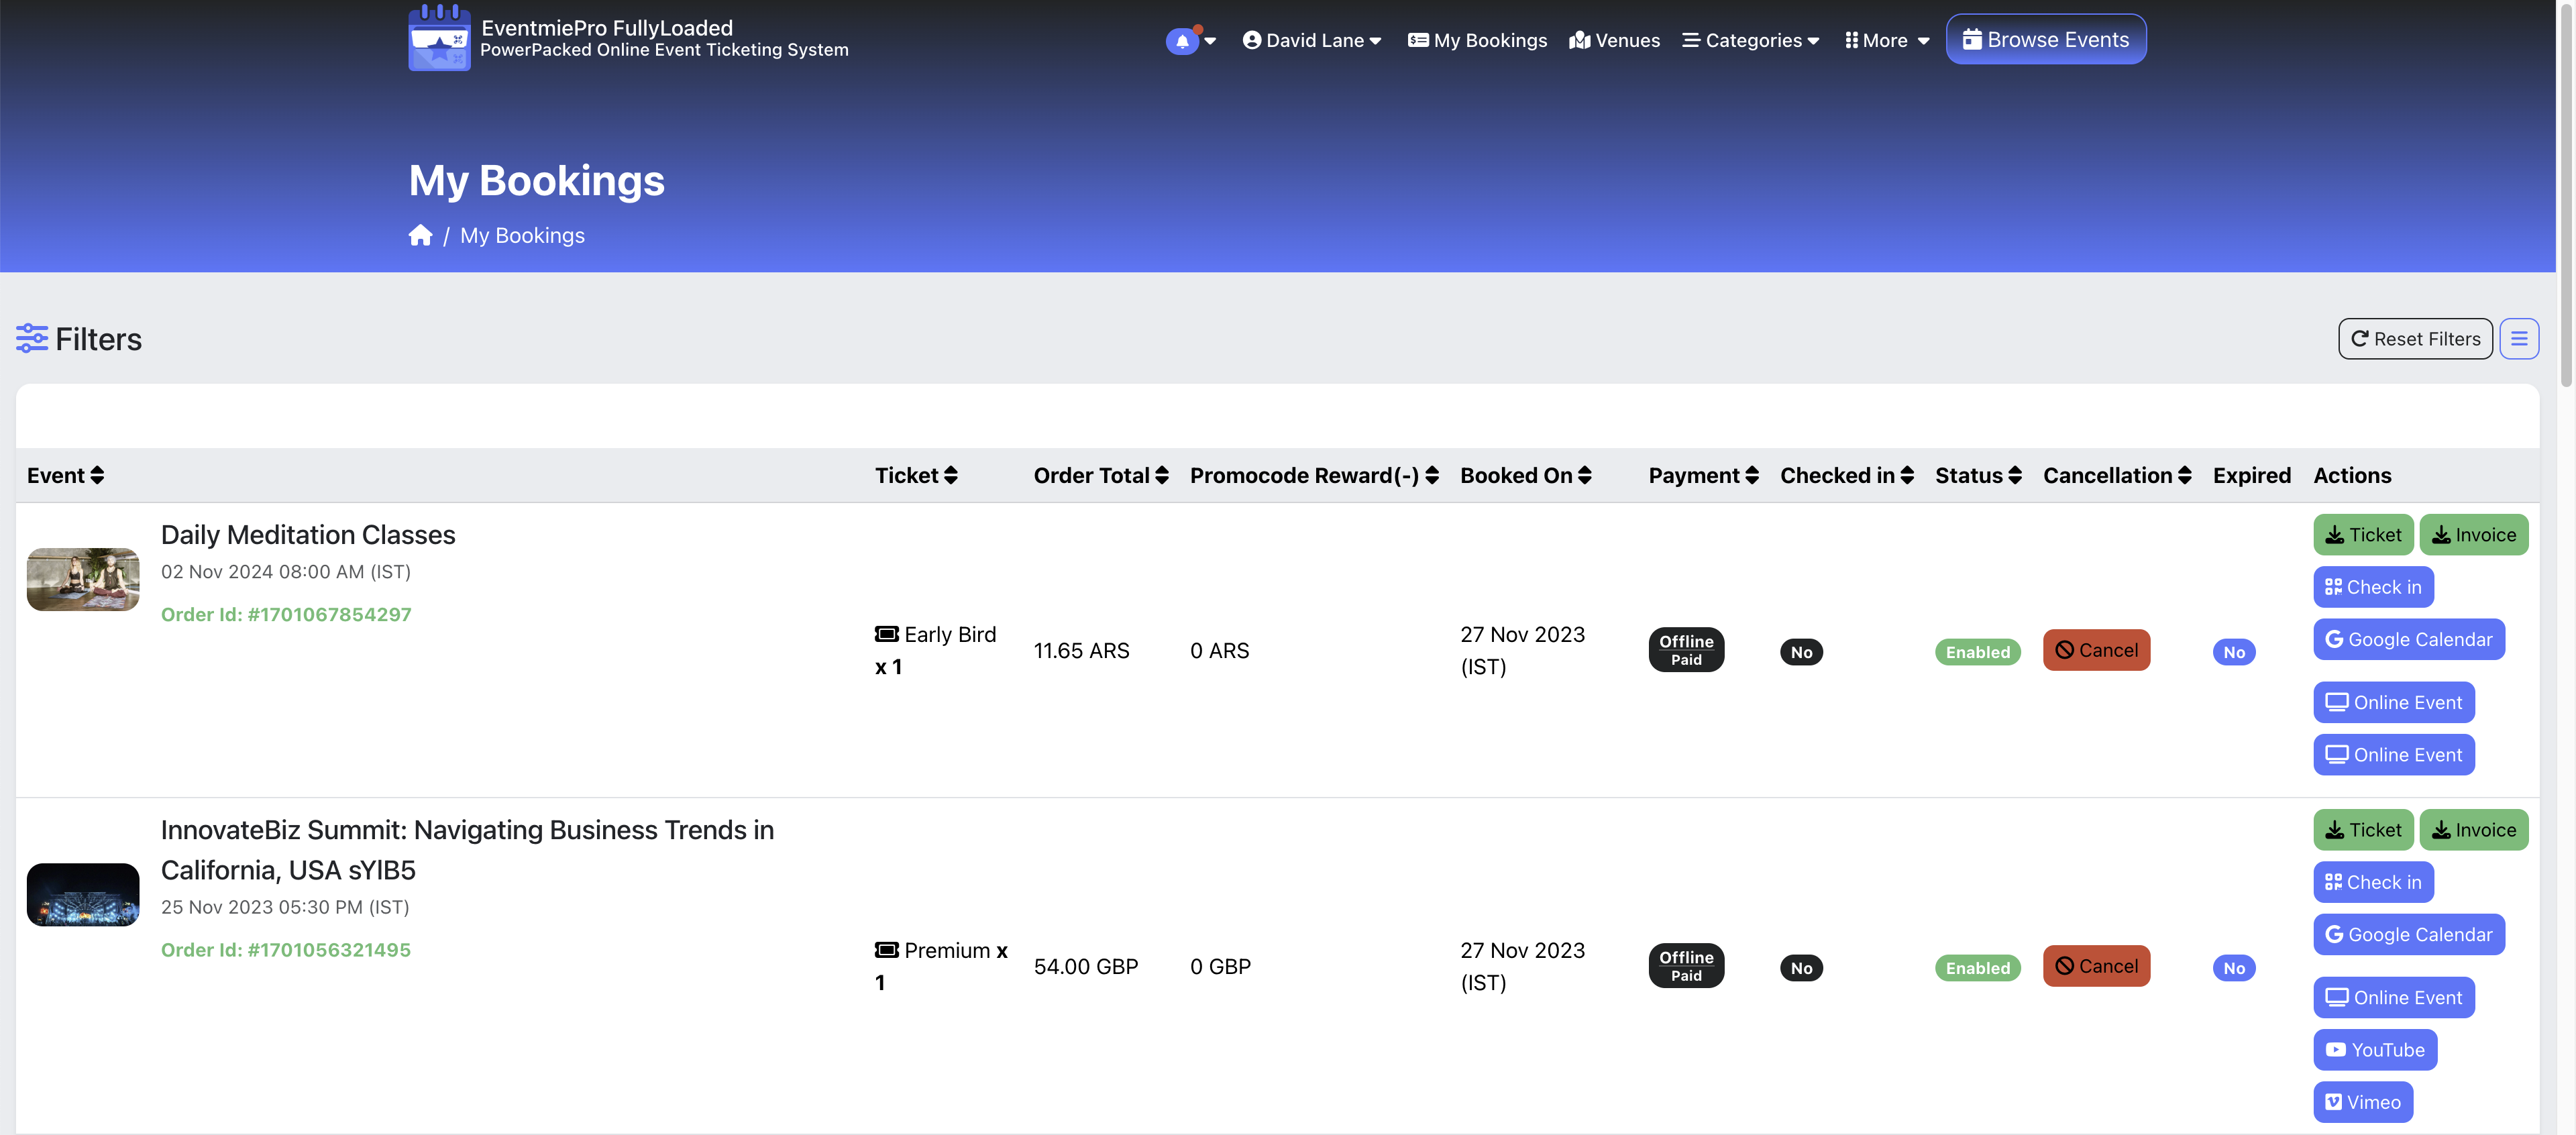 EventmiePro FullyLoaded
PowerPacked Online Event Ticketing System
David Lane
My Bookings
Venues
Categories
More
Browse Events
My Bookings
/ My Bookings
Filters
Reset Filters
Event Ticket Order Total Promocode Reward(-) Booked On Payment Checked in Status Cancellation Expired Actions
Daily Meditation Classes
02 Nov 2024 08:00 AM (IST)
Order Id: #1701067854297
Early Bird
x 1
11.65 ARS
0 ARS
27 Nov 2023
(IST)
Offline
Paid
No
Enabled
Cancel
No
Ticket
Invoice
Check in
Google Calendar
Online Event
Online Event
InnovateBiz Summit: Navigating Business Trends in
California, USA sYlB5
25 Nov 2023 05:30 PM (IST)
Order Id: #1701056321495
Premium x
1
54.00 GBP
0 GBP
27 Nov 2023
(IST)
Offline
Paid
No
Enabled
Cancel
No
Ticket
Invoice
Check in
Google Calendar
Online Event
YouTube
Vimeo